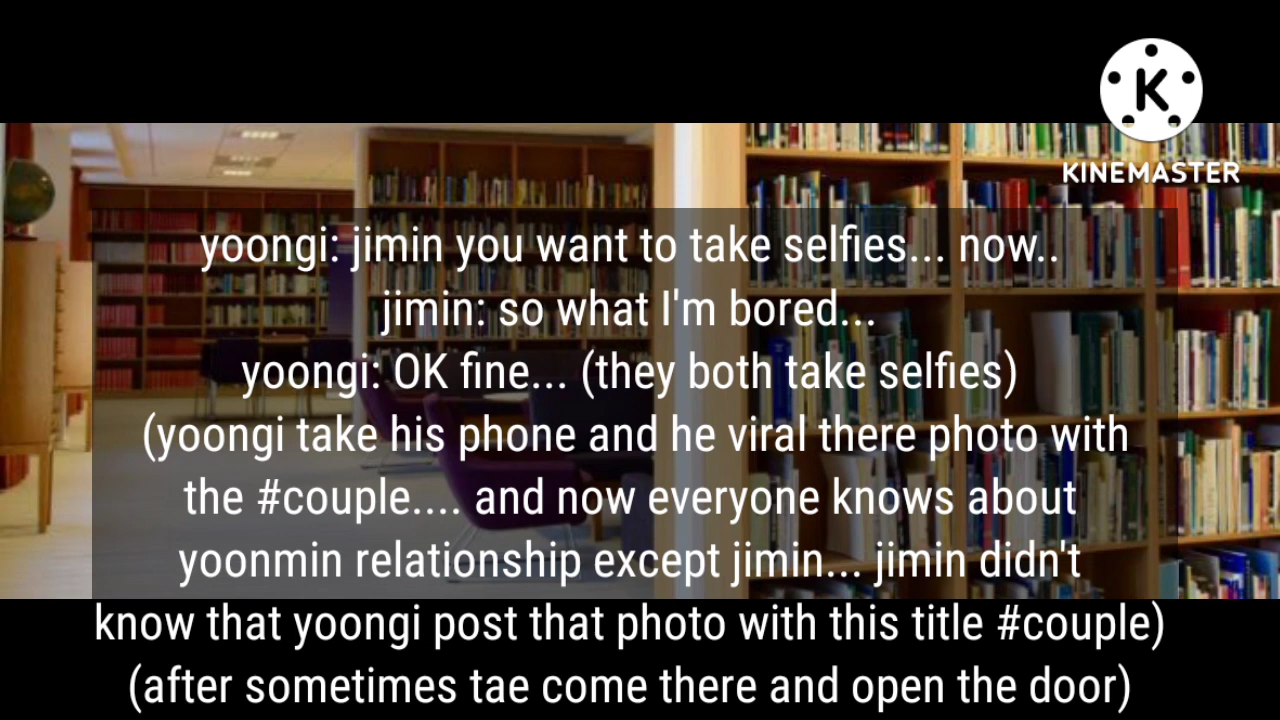 K
KINEMASTER
yoongi: jimin you want to take selfies... now..
jimin: so what I'm bored...
yoongi: OK fine... (they both take selfies)
(yoongi take his phone and he viral there photo with
the #couple.... and now everyone knows about
yoonmin relationship except jimin... jimin didn't
know that yoongi post that photo with this title #couple)
(after sometimes tae come there and open the door)